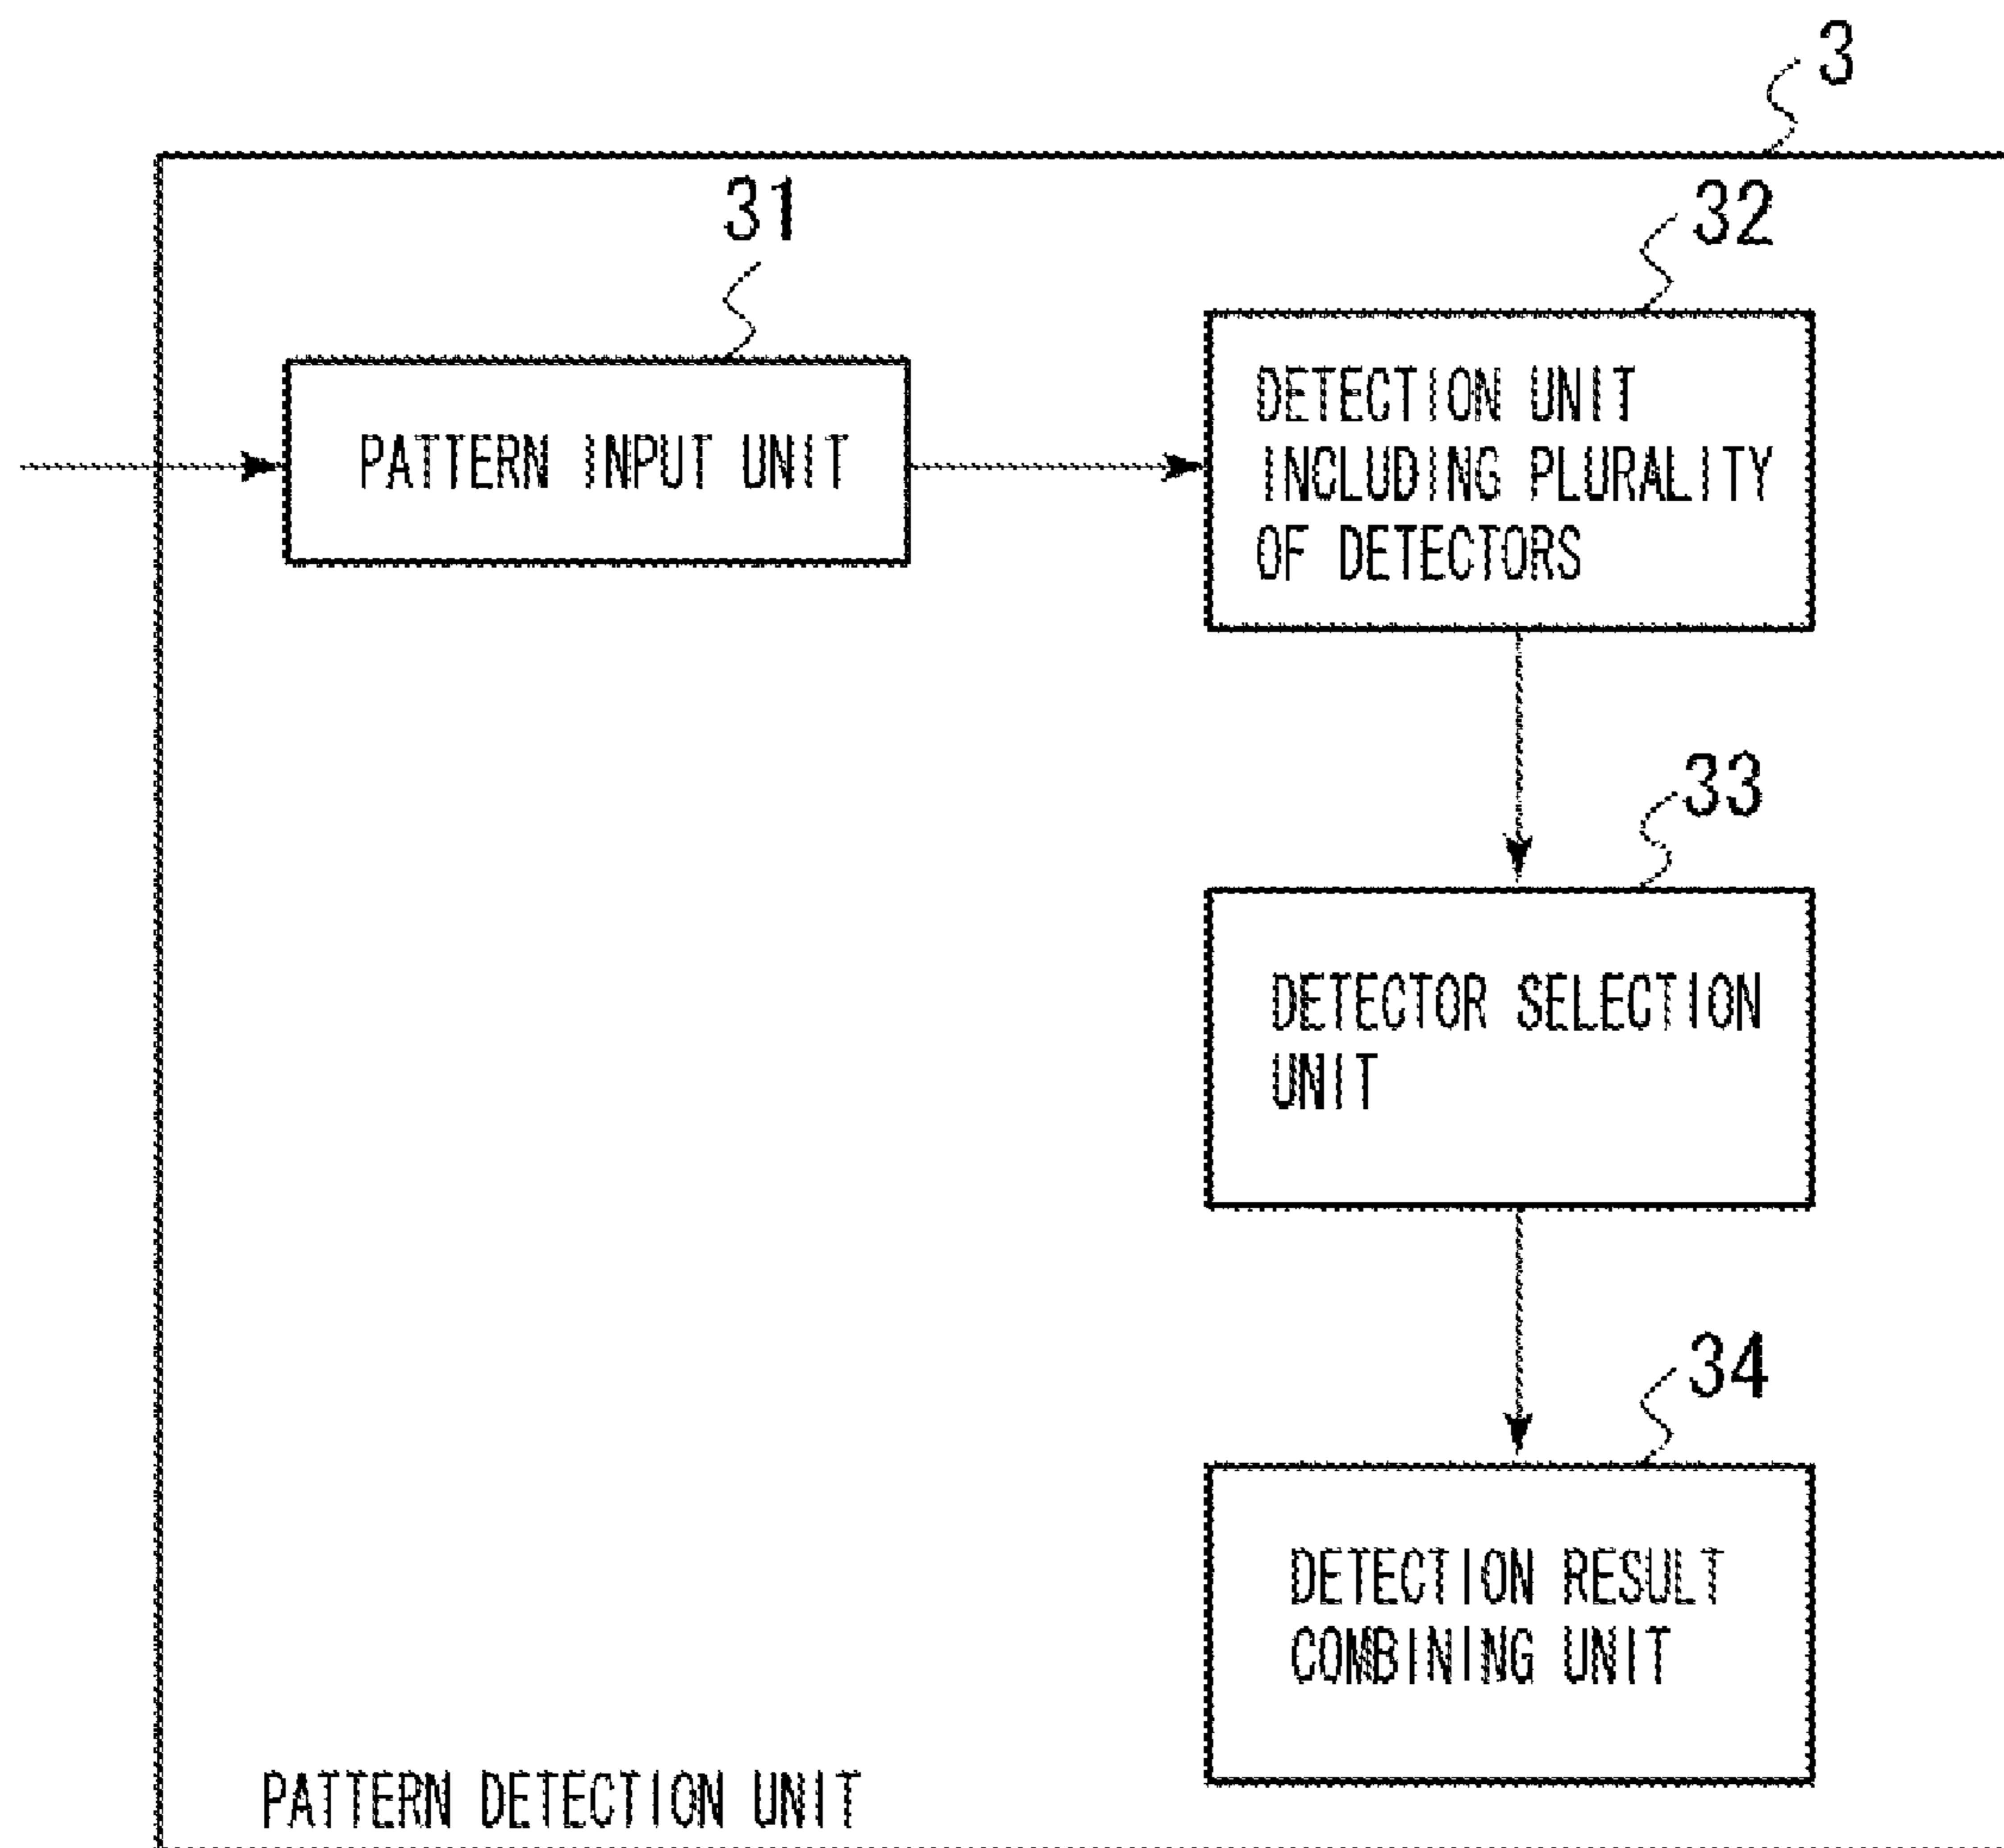 3
31
32
PATTERN INPUT UNIT
DETECTION UNIT
INCLUDING PLURALITY
OF DETECTORS
33
DETECTOR SELECTION
UNIT
34
DETECTION RESULT
COMBINING UNIT
PATTERN DETECTION UNIT